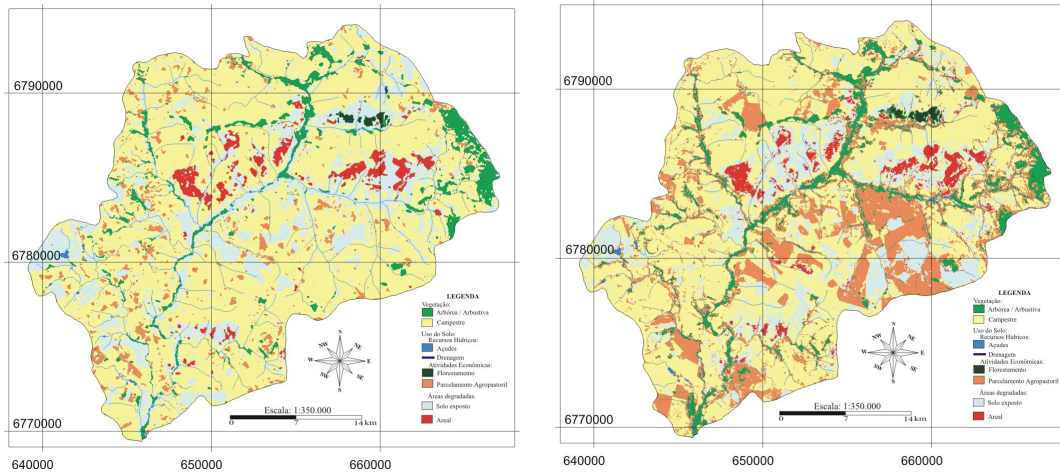 6790000
6780000
6770000
640000
650000
660000
LEGENDA
Vegetação:
Arbórea / Arbustiva
Campestre
Uso do Solo:
Recursos Hídricos:
Açudes
Drenagem
Atividades Econômicas:
Florestamento
Parcelamento Agropastoril
Áreas degradadas:
Solo exposto
Areal
N
NE
E
SE
S
SW
W
NW
Escala: 1:350.000
0 7 14 km
6790000
6780000
6770000
640000
650000
660000
LEGENDA
Vegetação:
Arbórea / Arbustiva
Campestre
Uso do Solo:
Recursos Hídricos:
Açudes
Drenagem
Atividades Econômicas:
Florestamento
Parcelamento Agropastoril
Áreas degradadas:
Solo exposto
Areal
N
NE
E
SE
S
SW
W
NW
Escala: 1:350.000
0 7 14 km